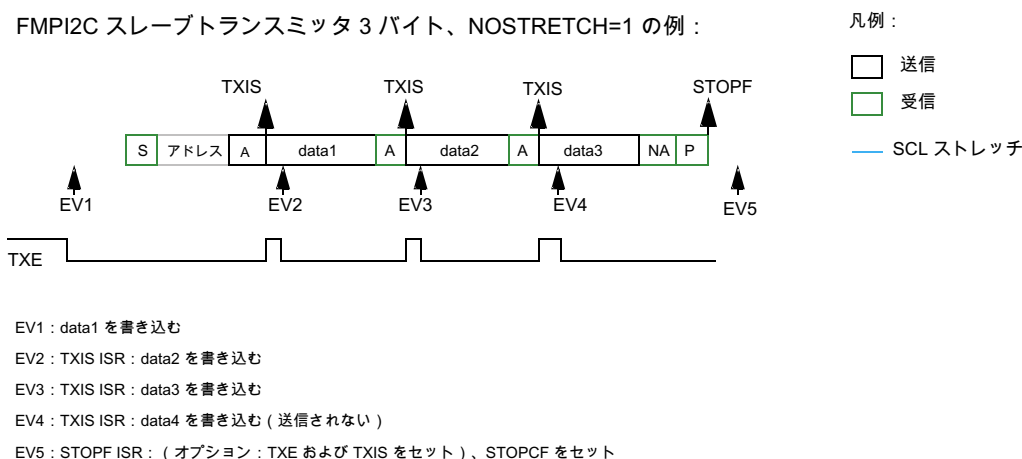 FMPI2C スレーブトランスミッタ 3 バイト、NOSTRETCH=1 の例：
凡例：
送信
受信
SCL ストレッチ
TXIS TXIS TXIS STOPF
S アドレス A data1 A data2 A data3 NA P
EV1 EV2 EV3 EV4 EV5
TXE
EV1：data1 を書き込む
EV2：TXIS ISR：data2 を書き込む
EV3：TXIS ISR：data3 を書き込む
EV4：TXIS ISR：data4 を書き込む ( 送信されない )
EV5：STOPF ISR： ( オプション：TXE および TXIS をセット ) 、STOPCF をセット